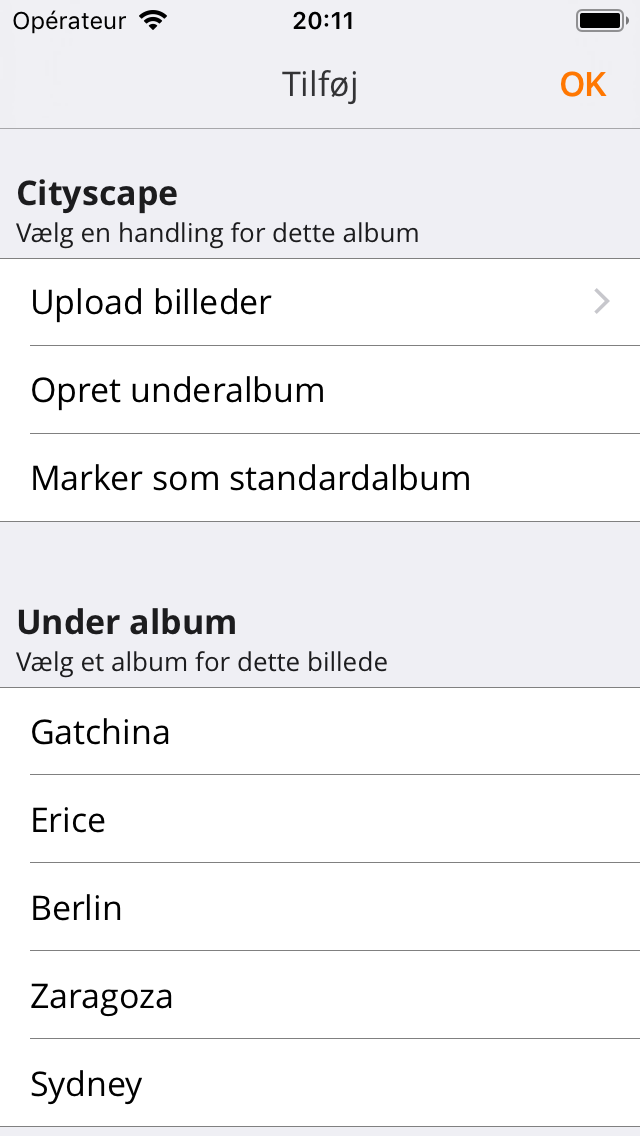 Opérateur 20:11
Tilføj OK
Cityscape
Vælg en handling for dette album
Upload billeder
Opret underalbum
Marker som standardalbum
Under album
Vælg et album for dette billede
Gatchina
Erice
Berlin
Zaragoza
Sydney